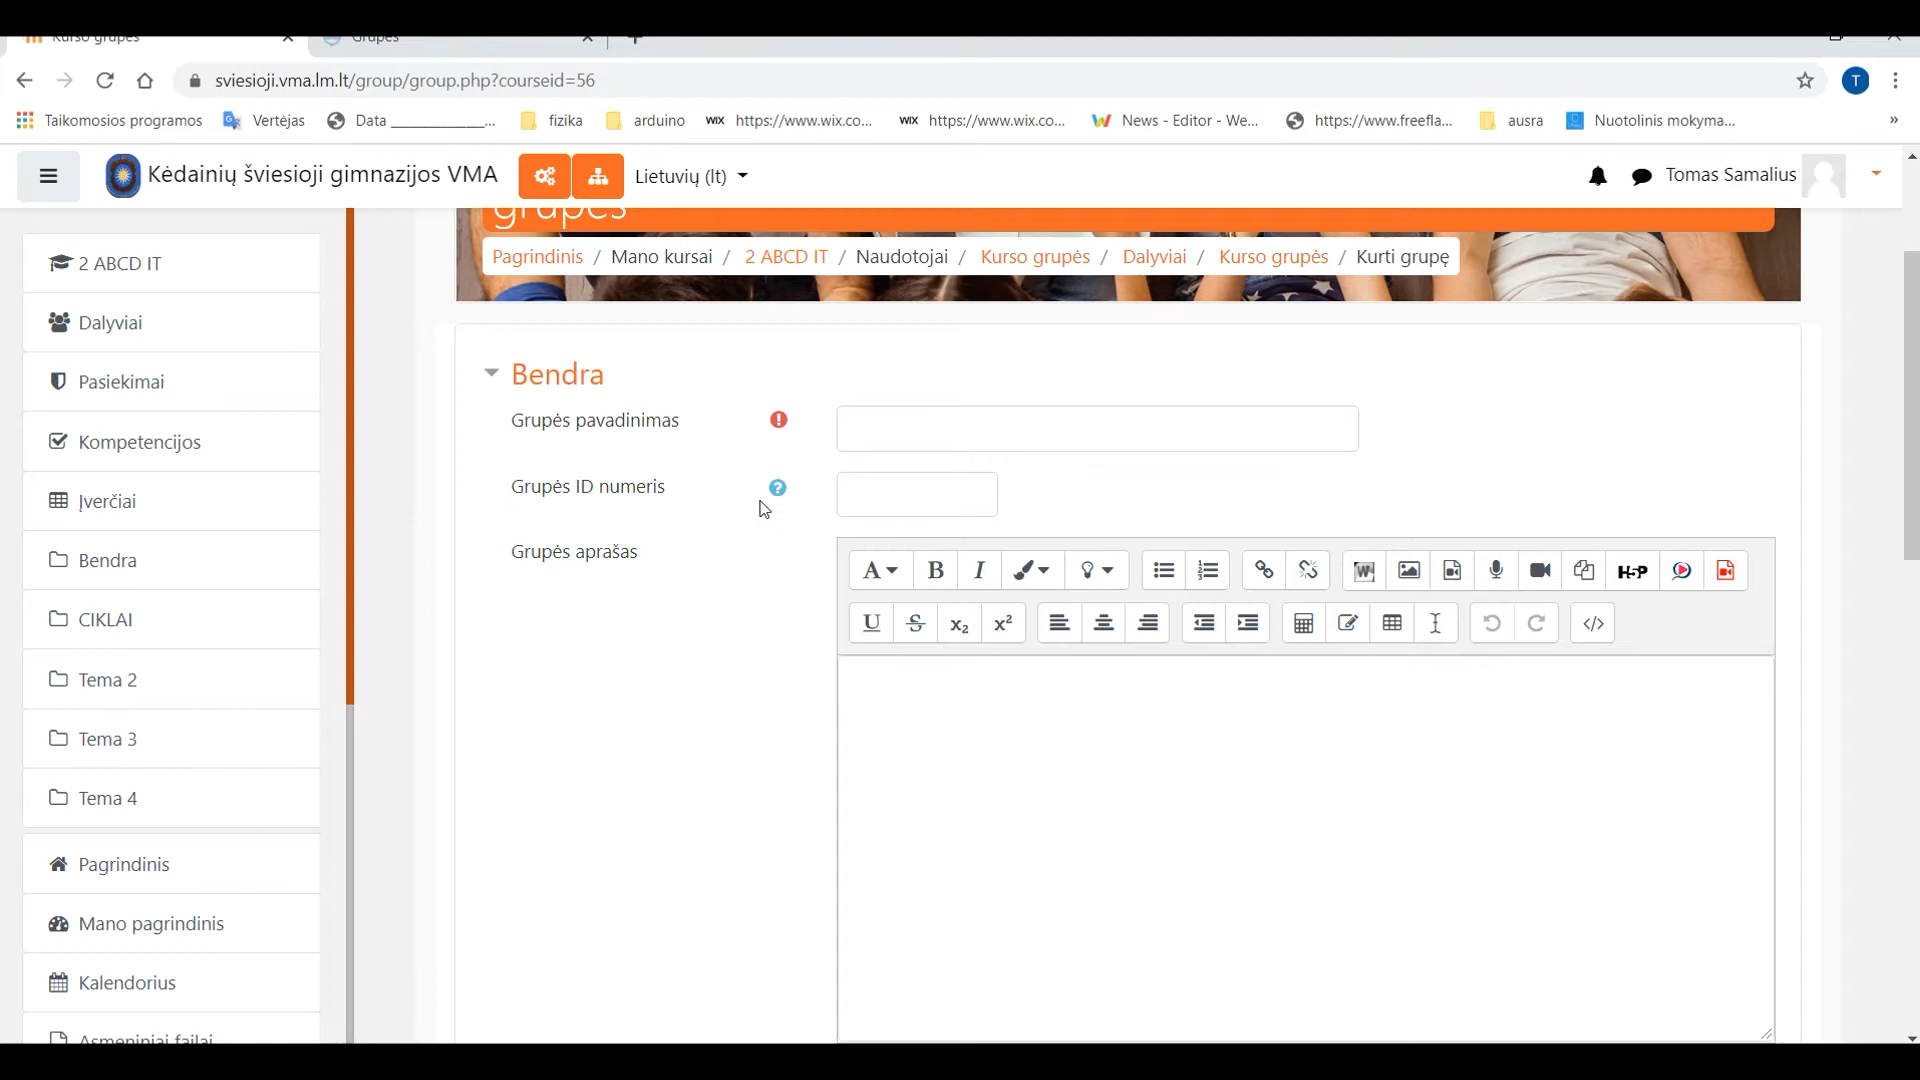 Kurso grupės
Grupės
sviesioji.vma.lm.lt/group/group.php?courseid=56
T
Taikomosios programos
Vertėjas
Data ____________...
fizika
arduino
WIX https://www.wix.co...
WIX https://www.wix.co...
News - Editor - We...
https://www.freefla...
ausra
Nuotolinis mokyma...
»
Kėdainių šviesioji gimnazijos VMA
Lietuvių (lt)
Tomas Samalius
grupės
Pagrindinis / Mano kursai / 2 ABCD IT / Naudotojai / Kurso grupės / Dalyviai / Kurso grupės / Kurti grupę
2 ABCD IT
Dalyviai
Pasiekimai
Kompetencijos
Įverčiai
Bendra
CIKLAI
Tema 2
Tema 3
Tema 4
Pagrindinis
Mano pagrindinis
Kalendorius
Asmeniniai failai
Bendra
Grupės pavadinimas
Grupės ID numeris
Grupės aprašas
A B I
W H5P
U S x₂ x²
</>